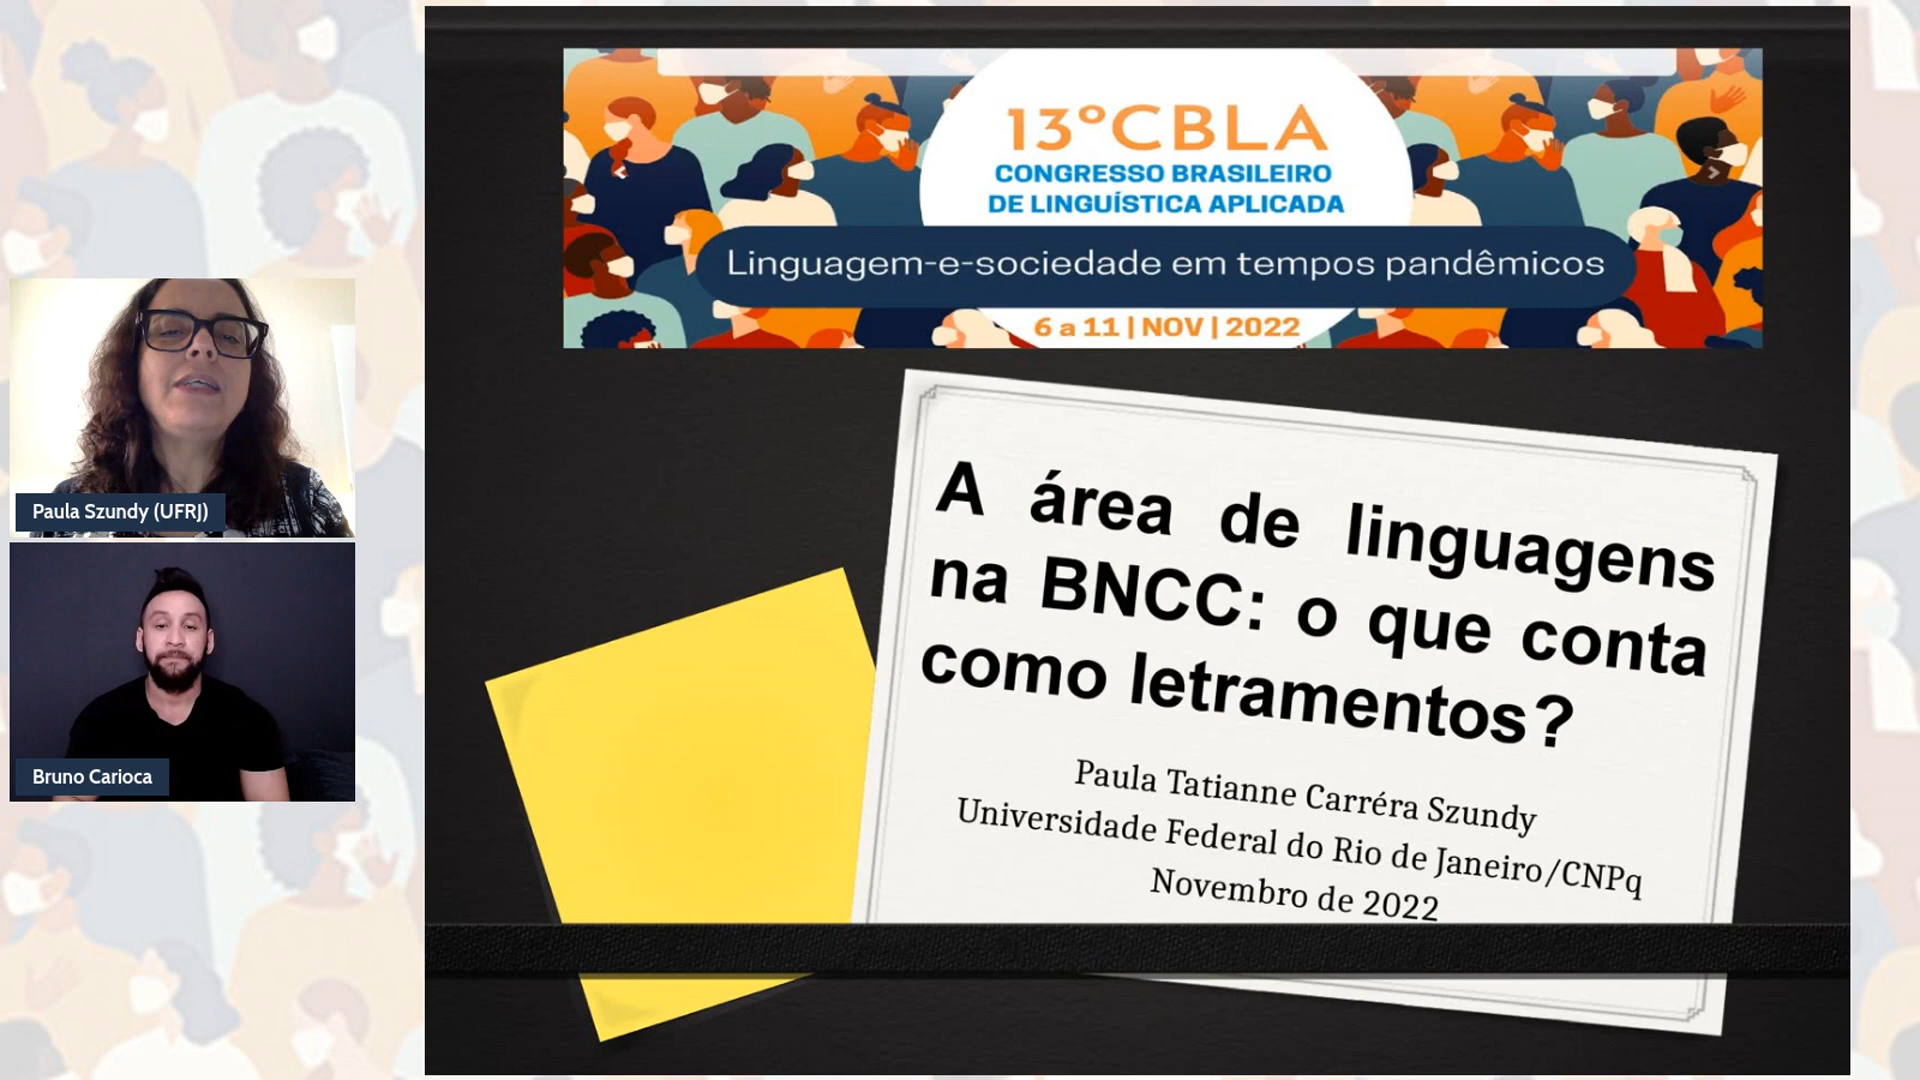 13ºCBLA
CONGRESSO BRASILEIRO
DE LINGUÍSTICA APLICADA
Linguagem-e-sociedade em tempos pandêmicos
6 a 11 | NOV | 2022
Paula Szundy (UFRJ)
Bruno Carioca
A área de linguagens
na BNCC: o que conta
como letramentos?
Paula Tatianne Carréra Szundy
Universidade Federal do Rio de Janeiro/CNPq
Novembro de 2022